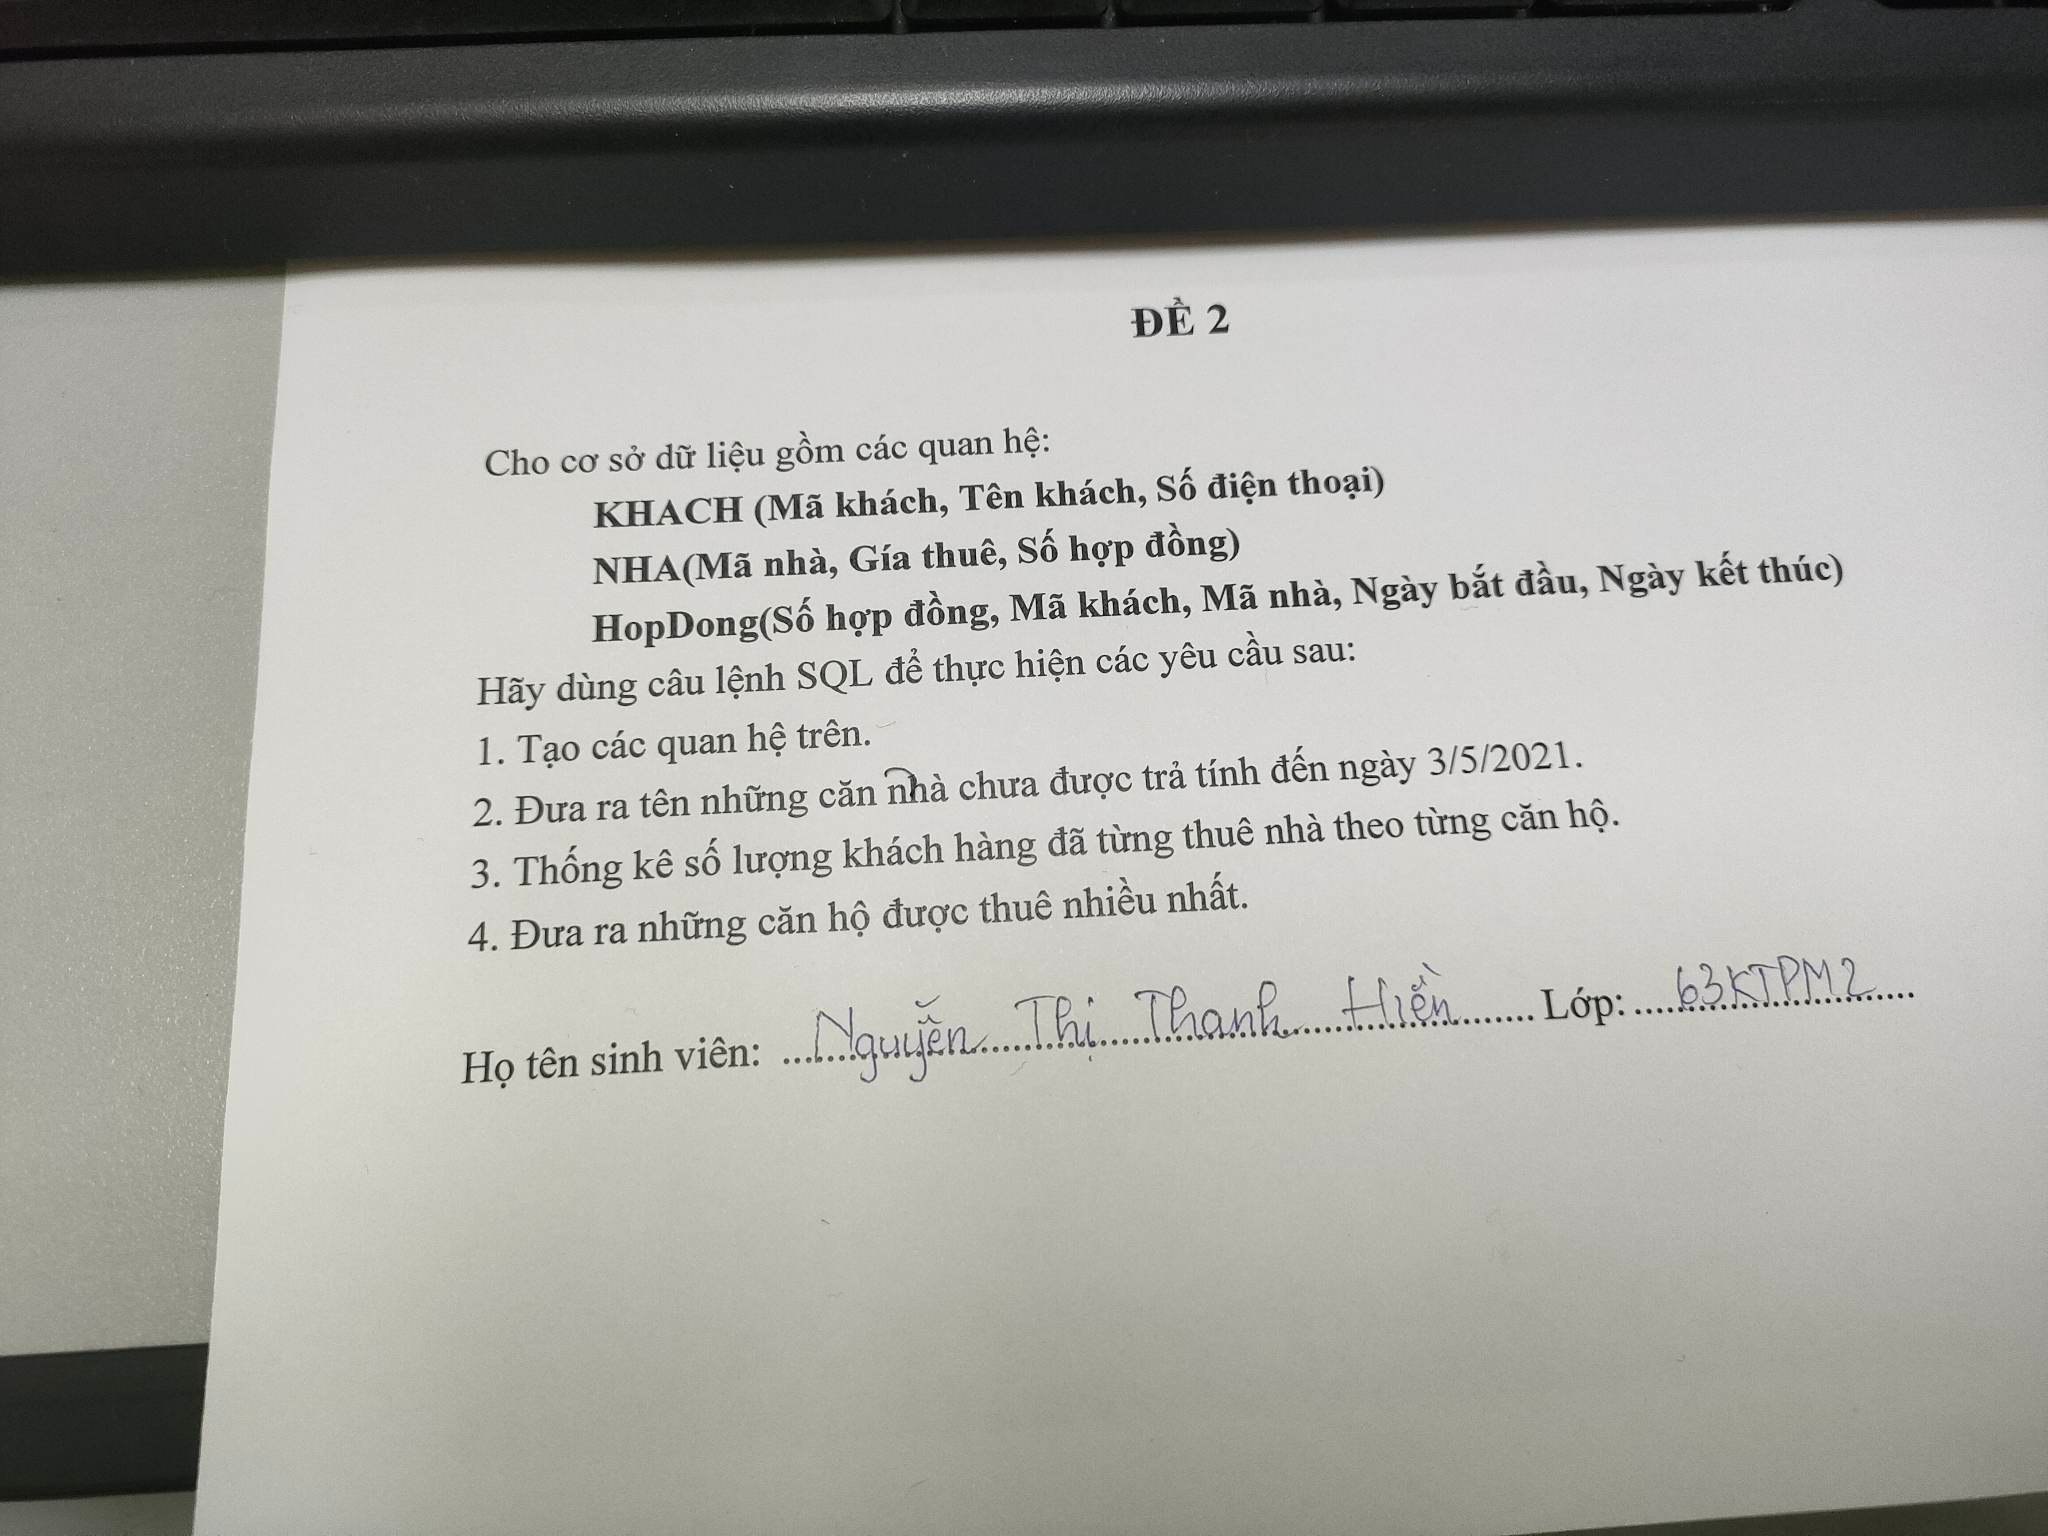 ĐỀ 2
Cho cơ sở dữ liệu gồm các quan hệ:
KHACH (Mã khách, Tên khách, Số điện thoại)
NHA(Mã nhà, Gía thuê, Số hợp đồng)
HopDong(Số hợp đồng, Mã khách, Mã nhà, Ngày bắt đầu, Ngày kết thúc)
Hãy dùng câu lệnh SQL để thực hiện các yêu cầu sau:
1. Tạo các quan hệ trên.
2. Đưa ra tên những căn nhà chưa được trả tính đến ngày 3/5/2021.
3. Thống kê số lượng khách hàng đã từng thuê nhà theo từng căn hộ.
4. Đưa ra những căn hộ được thuê nhiều nhất.
Họ tên sinh viên: Nguyễn Thị Thanh Hiền Lớp: 63KTPM2